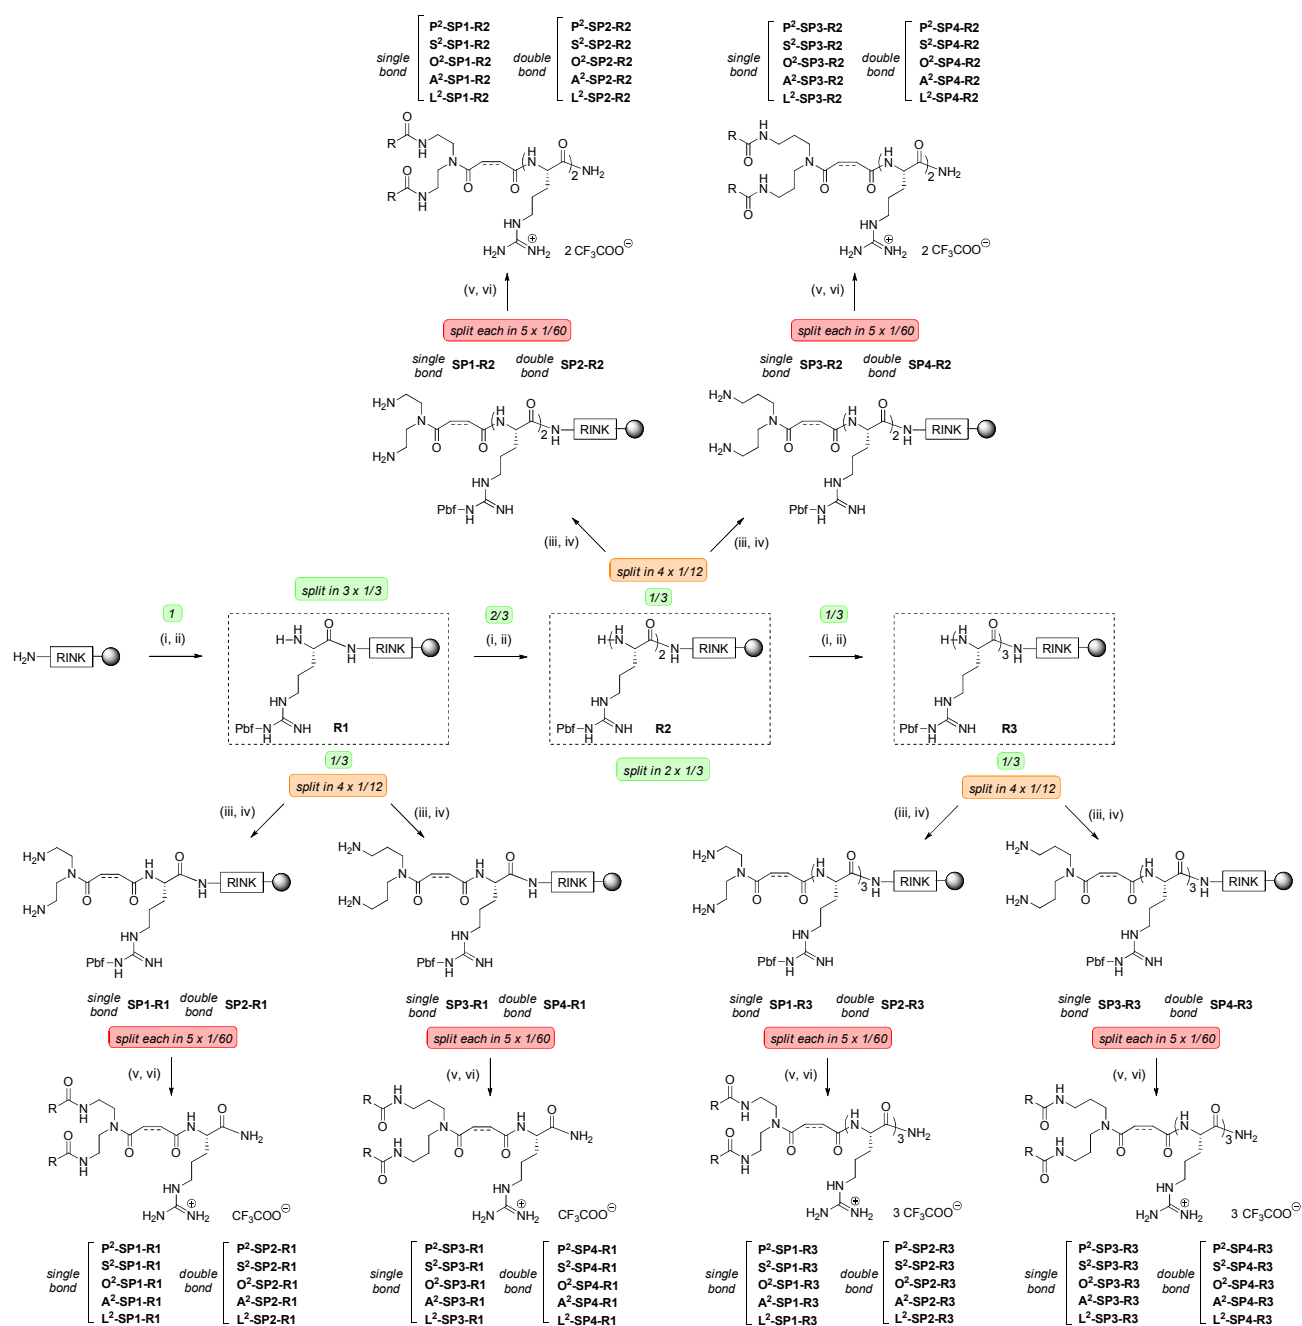 P²-SP1-R2
S²-SP1-R2
O²-SP1-R2
A²-SP1-R2
L²-SP1-R2
single bond
P²-SP2-R2
S²-SP2-R2
O²-SP2-R2
A²-SP2-R2
L²-SP2-R2
double bond
P²-SP3-R2
S²-SP3-R2
O²-SP3-R2
A²-SP3-R2
L²-SP3-R2
single bond
P²-SP4-R2
S²-SP4-R2
O²-SP4-R2
A²-SP4-R2
L²-SP4-R2
double bond
2 CF₃COO⊖
2 CF₃COO⊖
(v, vi)
(v, vi)
split each in 5 x 1/60
split each in 5 x 1/60
single bond SP1-R2 double bond SP2-R2
single bond SP3-R2 double bond SP4-R2
RINK
RINK
(iii, iv)
(iii, iv)
split in 4 x 1/12
split in 3 x 1/3
1/3
1
(i, ii)
2/3
(i, ii)
1/3
(i, ii)
H₂N RINK
RINK
RINK
RINK
R1
R2
R3
1/3
split in 4 x 1/12
split in 2 x 1/3
1/3
split in 4 x 1/12
(iii, iv)
(iii, iv)
(iii, iv)
(iii, iv)
RINK
RINK
RINK
RINK
single bond SP1-R1 double bond SP2-R1
single bond SP3-R1 double bond SP4-R1
single bond SP1-R3 double bond SP2-R3
single bond SP3-R3 double bond SP4-R3
split each in 5 x 1/60
split each in 5 x 1/60
split each in 5 x 1/60
split each in 5 x 1/60
(v, vi)
(v, vi)
(v, vi)
(v, vi)
CF₃COO⊖
CF₃COO⊖
3 CF₃COO⊖
3 CF₃COO⊖
single bond
P²-SP1-R1
S²-SP1-R1
O²-SP1-R1
A²-SP1-R1
L²-SP1-R1
double bond
P²-SP2-R1
S²-SP2-R1
O²-SP2-R1
A²-SP2-R1
L²-SP2-R1
single bond
P²-SP3-R1
S²-SP3-R1
O²-SP3-R1
A²-SP3-R1
L²-SP3-R1
double bond
P²-SP4-R1
S²-SP4-R1
O²-SP4-R1
A²-SP4-R1
L²-SP4-R1
single bond
P²-SP1-R3
S²-SP1-R3
O²-SP1-R3
A²-SP1-R3
L²-SP1-R3
double bond
P²-SP2-R3
S²-SP2-R3
O²-SP2-R3
A²-SP2-R3
L²-SP2-R3
single bond
P²-SP3-R3
S²-SP3-R3
O²-SP3-R3
A²-SP3-R3
L²-SP3-R3
double bond
P²-SP4-R3
S²-SP4-R3
O²-SP4-R3
A²-SP4-R3
L²-SP4-R3